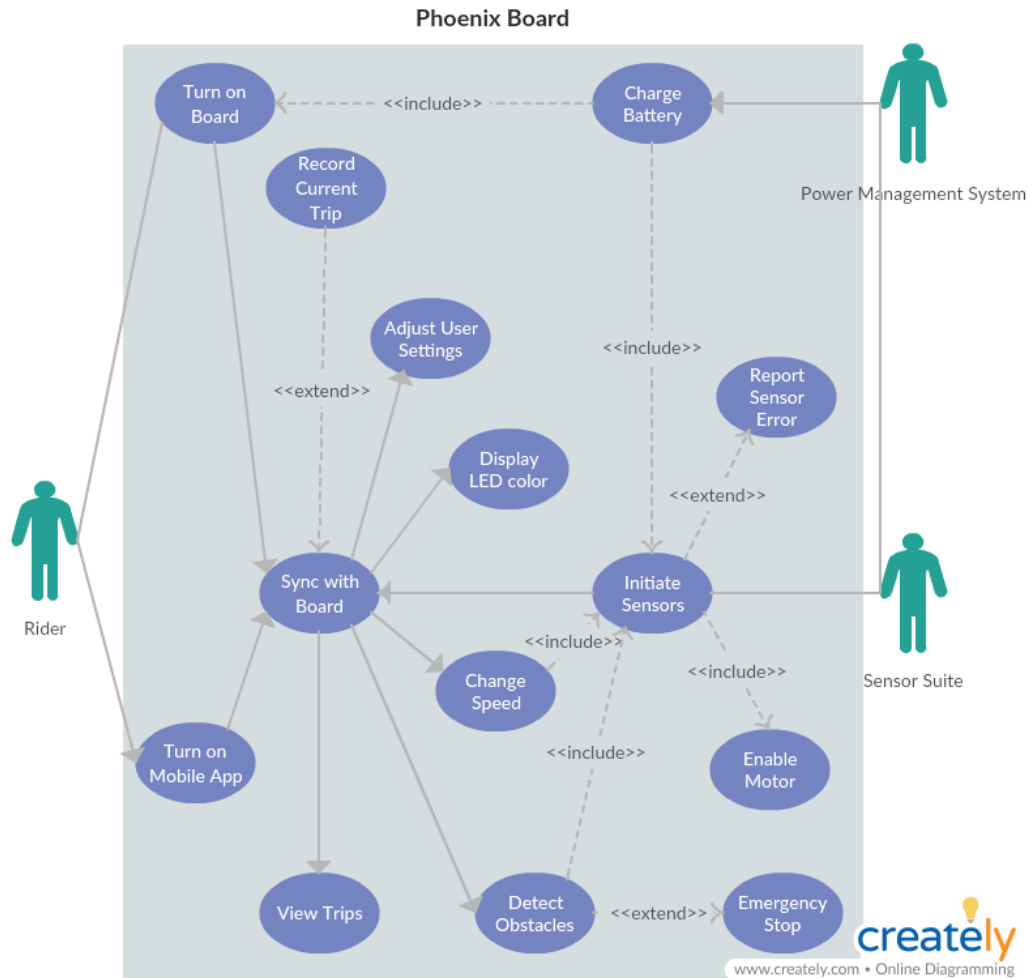 Phoenix Board
Turn on
Board
<<include>>
Charge
Battery
Power Management System
Record
Current
Trip
Adjust User
Settings
<<include>>
<<extend>>
Report
Sensor
Error
Display
LED color
<<extend>>
Rider
Sync with
Board
Initiate
Sensors
<<include>>
Sensor Suite
Change
Speed
<<include>>
Turn on
Mobile App
<<include>>
Enable
Motor
View Trips
Detect
Obstacles
<<extend>>
Emergency
Stop
creately
www.creately.com • Online Diagramming